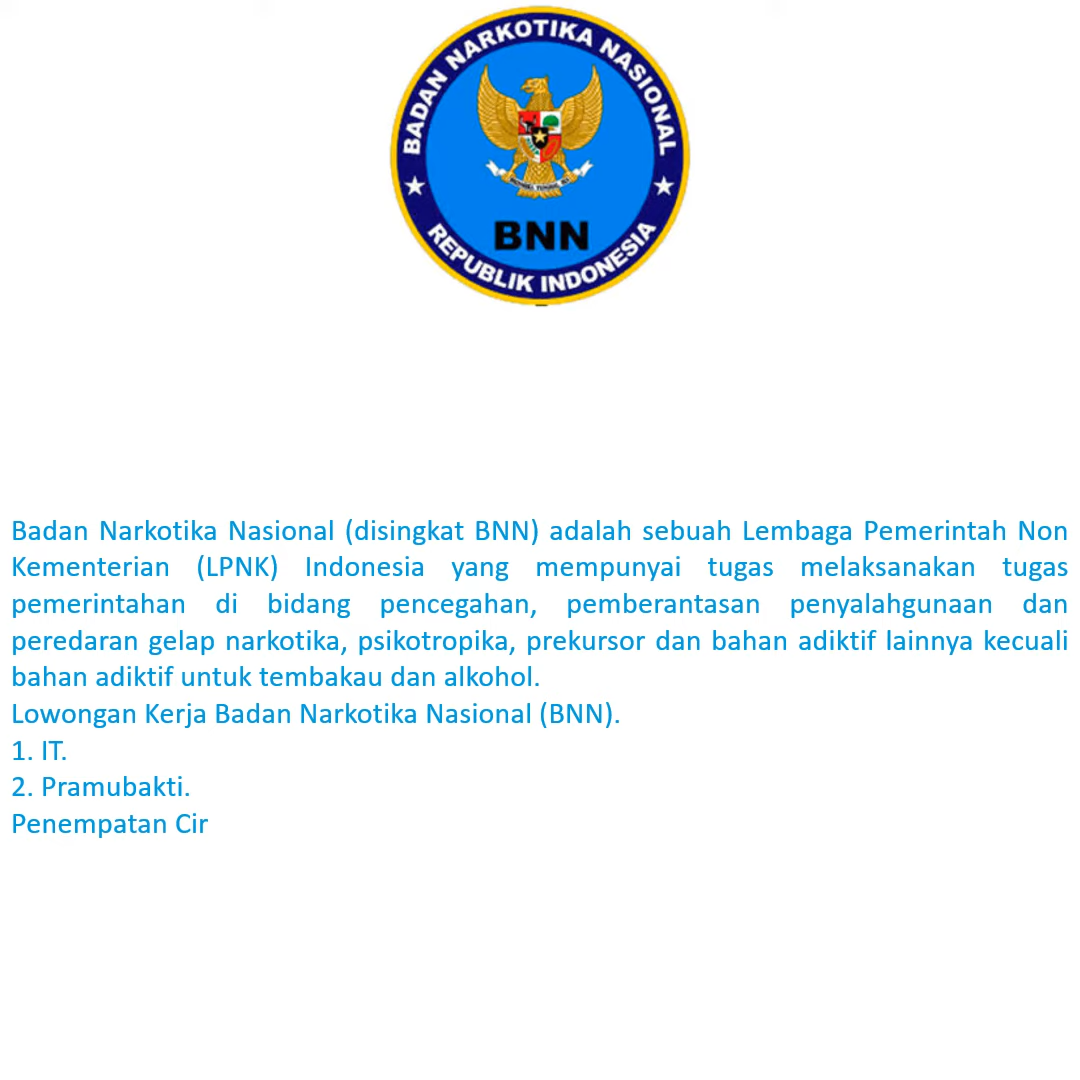 BADAN NARKOTIKA NASIONAL
BNN
REPUBLIK INDONESIA
Badan Narkotika Nasional (disingkat BNN) adalah sebuah Lembaga Pemerintah Non
Kementerian (LPNK) Indonesia yang mempunyai tugas melaksanakan tugas
pemerintahan di bidang pencegahan, pemberantasan penyalahgunaan dan
peredaran gelap narkotika, psikotropika, prekursor dan bahan adiktif lainnya kecuali
bahan adiktif untuk tembakau dan alkohol.
Lowongan Kerja Badan Narkotika Nasional (BNN).
1. IT.
2. Pramubakti.
Penempatan Cir